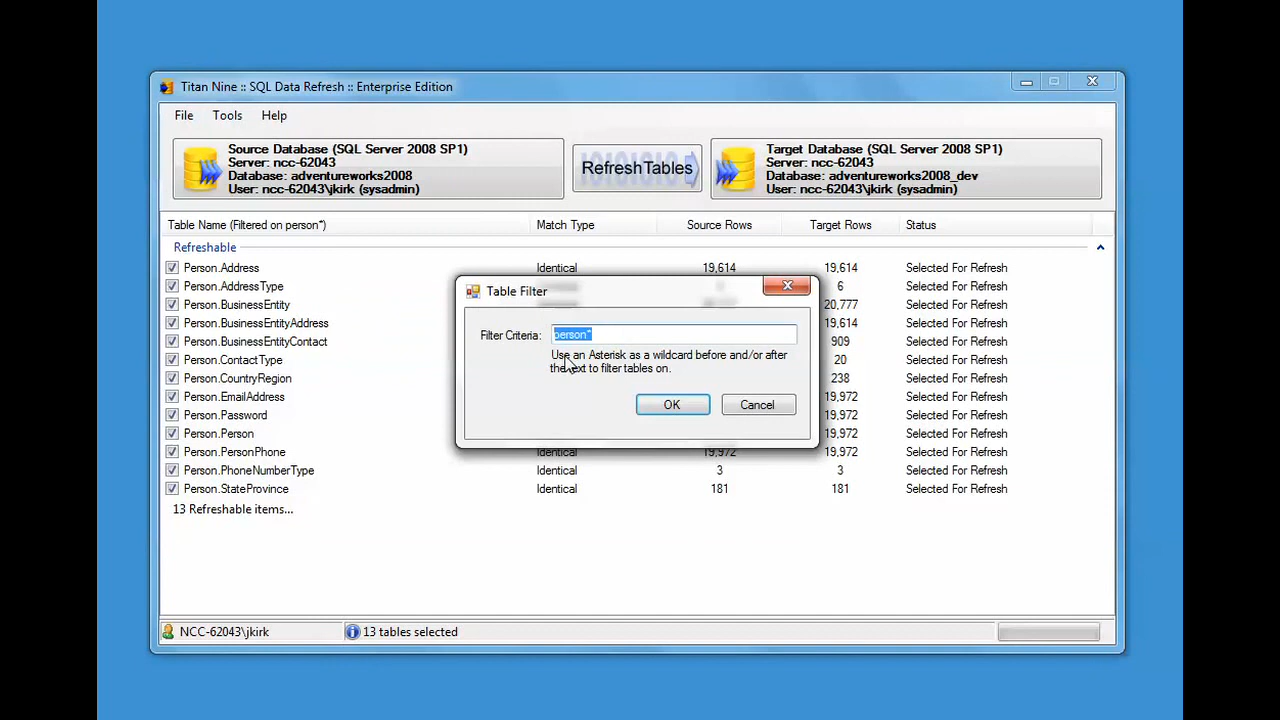 Titan Nine :: SQL Data Refresh :: Enterprise Edition
File Tools Help
Source Database (SQL Server 2008 SP1)
Server: ncc-62043
Database: adventureworks2008
User: ncc-62043\jkirk (sysadmin)
RefreshTables
Target Database (SQL Server 2008 SP1)
Server: ncc-62043
Database: adventureworks2008_dev
User: ncc-62043\jkirk (sysadmin)
Table Name (Filtered on person*) Match Type Source Rows Target Rows Status
Refreshable
Person.Address Identical 19,614 19,614 Selected For Refresh
Person.AddressType 6 Selected For Refresh
Person.BusinessEntity 20,777 Selected For Refresh
Person.BusinessEntityAddress 19,614 Selected For Refresh
Person.BusinessEntityContact 909 Selected For Refresh
Person.ContactType 20 Selected For Refresh
Person.CountryRegion 238 Selected For Refresh
Person.EmailAddress 19,972 Selected For Refresh
Person.Password 19,972 Selected For Refresh
Person.Person 19,972 Selected For Refresh
Person.PersonPhone Identical 19,972 19,972 Selected For Refresh
Person.PhoneNumberType Identical 3 3 Selected For Refresh
Person.StateProvince Identical 181 181 Selected For Refresh
13 Refreshable items...
Table Filter
Filter Criteria: person*
Use an Asterisk as a wildcard before and/or after
the text to filter tables on.
OK Cancel
NCC-62043\jkirk 13 tables selected